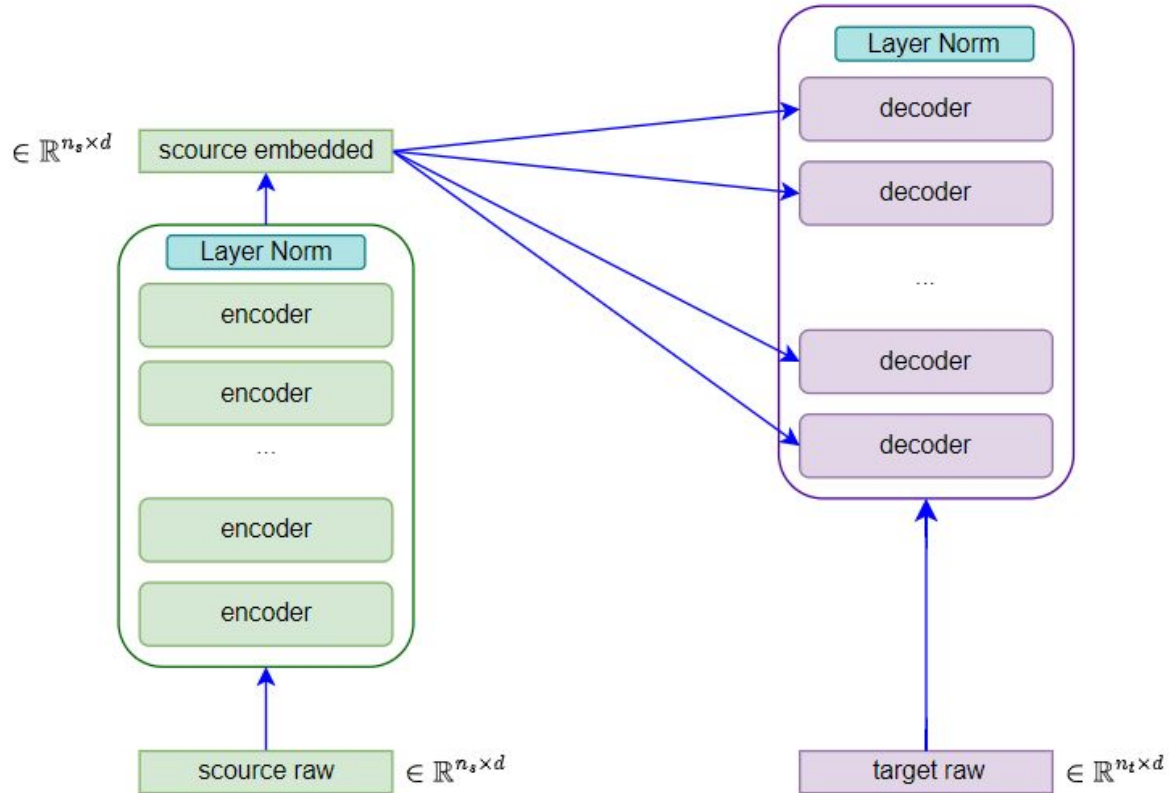 Layer Norm
decoder
∈ ℝ^{n_s×d} scource embedded
decoder
Layer Norm
...
encoder
decoder
encoder
decoder
...
encoder
encoder
scource raw ∈ ℝ^{n_s×d}
target raw ∈ ℝ^{n_t×d}